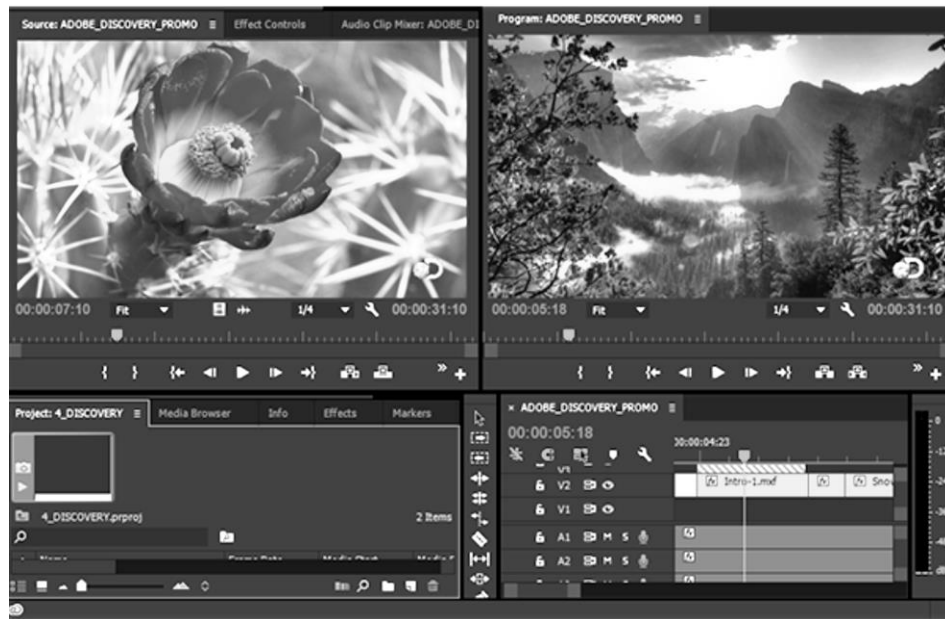 Source: ADOBE_DISCOVERY_PROMO
Effect Controls
Audio Clip Mixer: ADOBE_DI
Program: ADOBE_DISCOVERY_PROMO
00:00:07:10
Fit
1/4
00:00:31:10
00:00:05:18
Fit
1/4
00:00:31:10
Project: 4_DISCOVERY
Media Browser
Info
Effects
Markers
4_DISCOVERY.prproj
2 Items
× ADOBE_DISCOVERY_PROMO
00:00:05:18
00:00:04:23
V2
Intro-1.mxf
V1
A1 M S
A2 M S